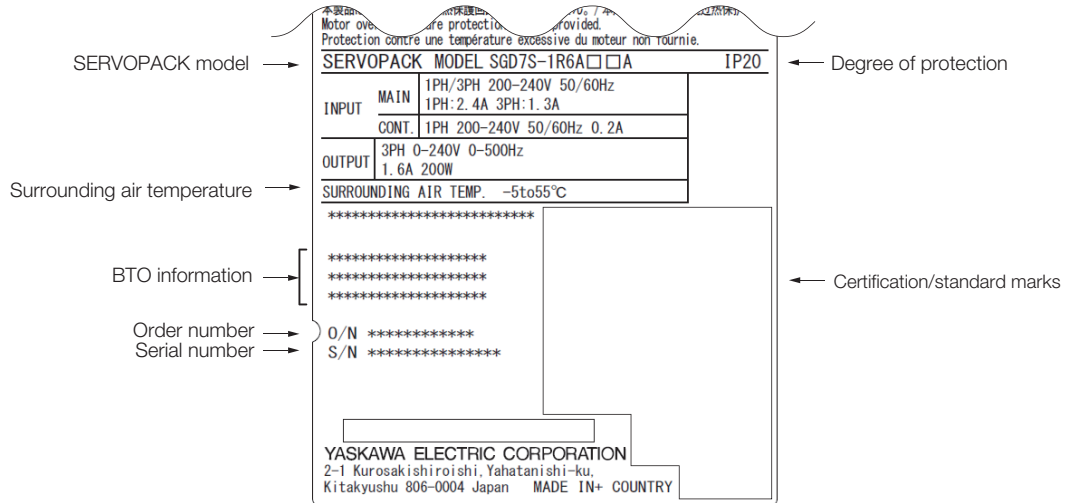 Motor ove
re protectio
rovided.
Protection contre une température excessive du moteur non fournie.
SERVOPACK model
SERVOPACK MODEL SGD7S-1R6A□□A IP20
Degree of protection
INPUT
MAIN
1PH/3PH 200-240V 50/60Hz
1PH:2.4A 3PH:1.3A
CONT.
1PH 200-240V 50/60Hz 0.2A
OUTPUT
3PH 0-240V 0-500Hz
1.6A 200W
Surrounding air temperature
SURROUNDING AIR TEMP. -5to55℃
**************************
BTO information
********************
********************
********************
Certification/standard marks
Order number
O/N ************
Serial number
S/N ***************
YASKAWA ELECTRIC CORPORATION
2-1 Kurosakishiroishi, Yahatanishi-ku,
Kitakyushu 806-0004 Japan MADE IN+ COUNTRY